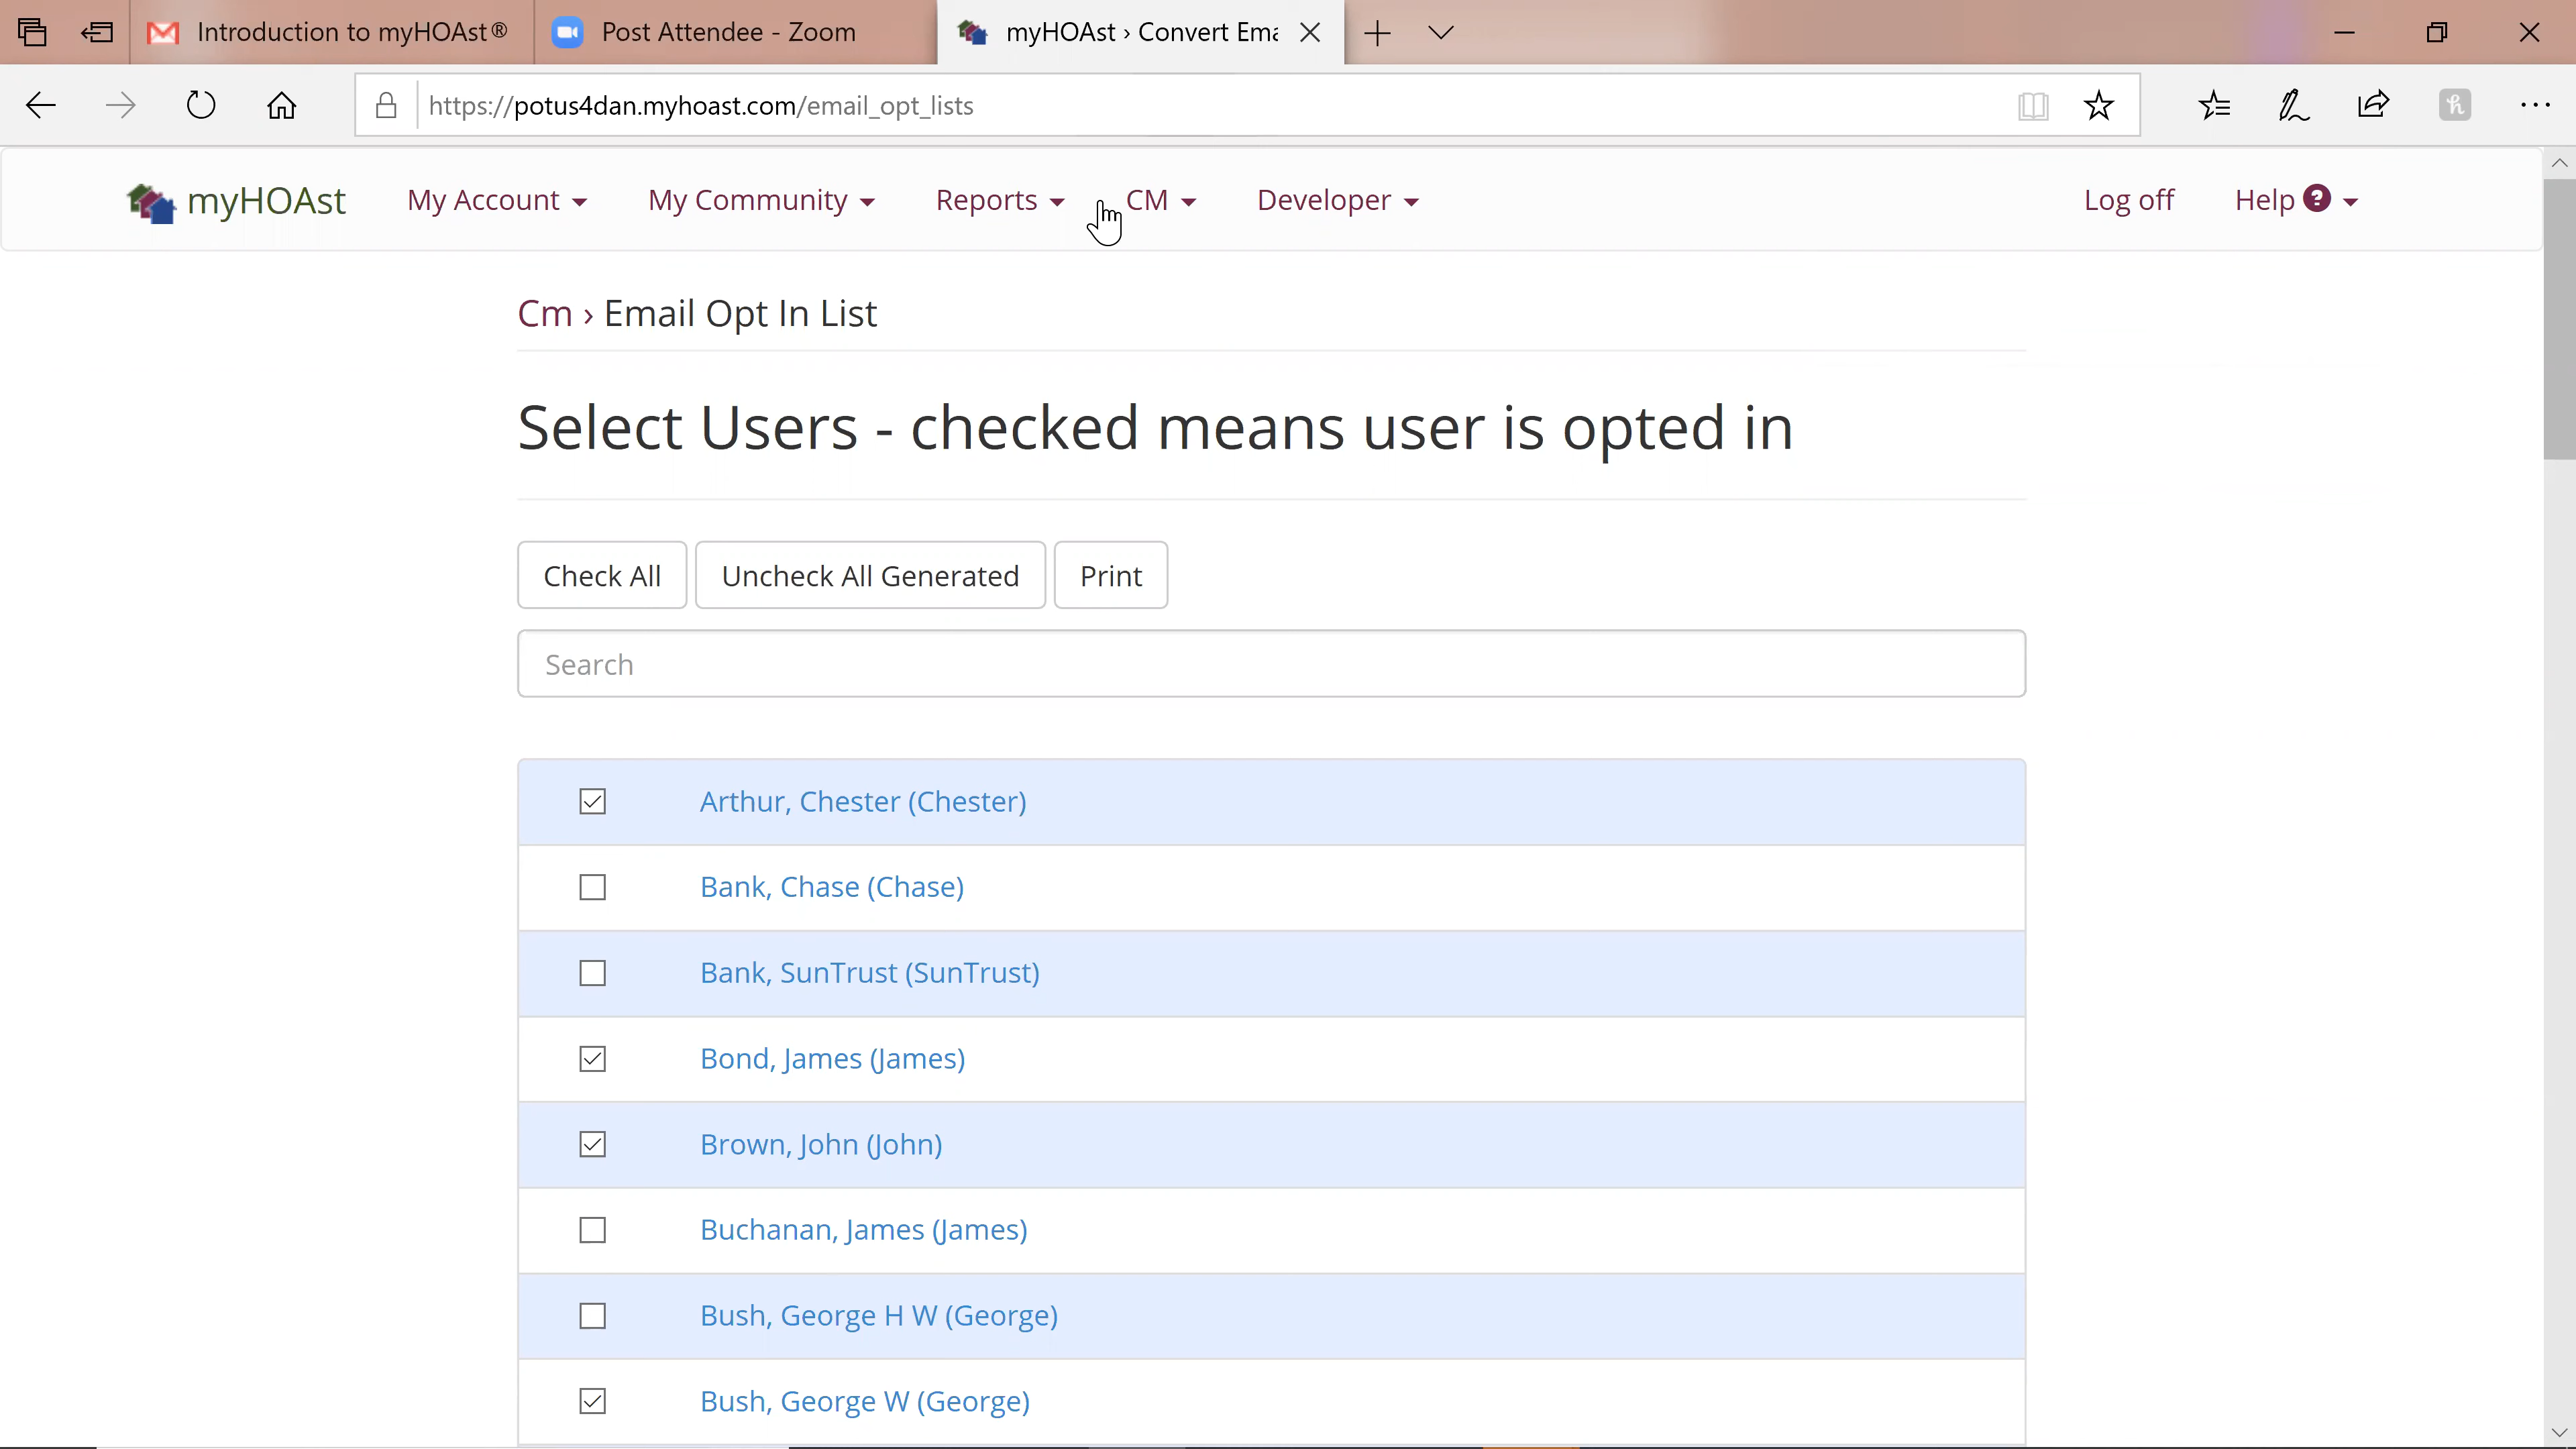 Introduction to myHOAst®
Post Attendee - Zoom
myHOAst › Convert Ema
https://potus4dan.myhoast.com/email_opt_lists
myHOAst My Account My Community Reports CM Developer Log off Help ?
Cm › Email Opt In List
Select Users - checked means user is opted in
Check All Uncheck All Generated Print
Search
Arthur, Chester (Chester)
Bank, Chase (Chase)
Bank, SunTrust (SunTrust)
Bond, James (James)
Brown, John (John)
Buchanan, James (James)
Bush, George H W (George)
Bush, George W (George)